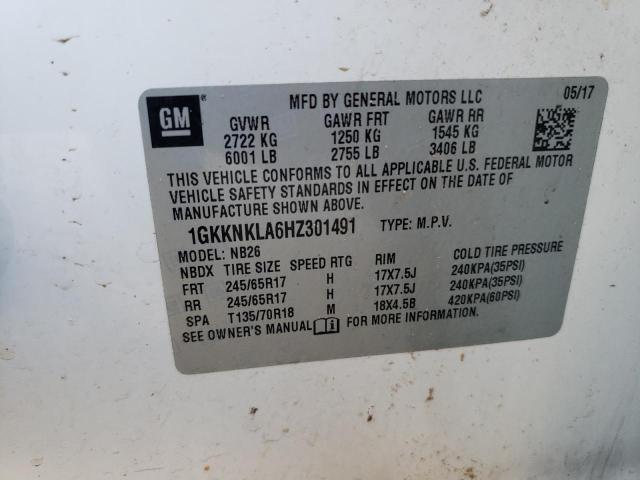 GM ® MFD BY GENERAL MOTORS LLC 05/17
GVWR GAWR FRT GAWR RR
2722 KG 1250 KG 1545 KG
6001 LB 2755 LB 3406 LB
THIS VEHICLE CONFORMS TO ALL APPLICABLE U.S. FEDERAL MOTOR
VEHICLE SAFETY STANDARDS IN EFFECT ON THE DATE OF
MANUFACTURE SHOWN ABOVE.
1GKKNKLA6HZ301491 TYPE: M.P.V.
MODEL: NB26
NBDX TIRE SIZE SPEED RTG RIM COLD TIRE PRESSURE
FRT 245/65R17 H 17X7.5J 240KPA(35PSI)
RR 245/65R17 H 17X7.5J 240KPA(35PSI)
SPA T135/70R18 M 18X4.5B 420KPA(60PSI)
SEE OWNER'S MANUAL FOR MORE INFORMATION.